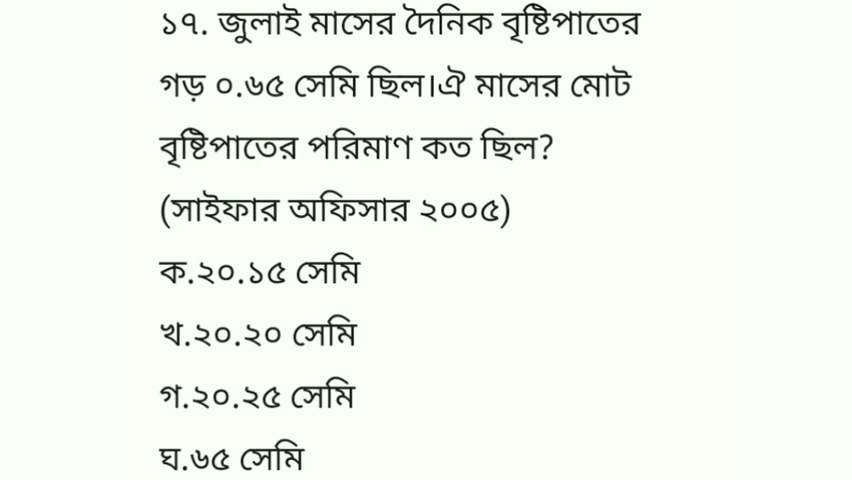 ১৭. জুলাই মাসের দৈনিক বৃষ্টিপাতের
গড় ০.৬৫ সেমি ছিল।ঐ মাসের মোট
বৃষ্টিপাতের পরিমাণ কত ছিল?
(সাইফার অফিসার ২০০৫)
ক.২০.১৫ সেমি
খ.২০.২০ সেমি
গ.২০.২৫ সেমি
ঘ.৬৫ সেমি